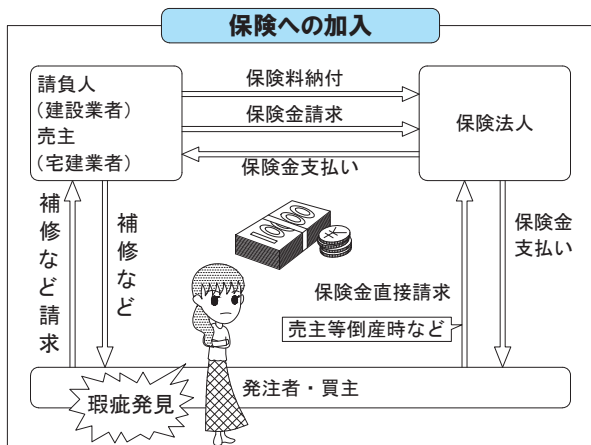 保険への加入
請負人
(建設業者)
売主
(宅建業者)
保険料納付
保険金請求
保険金支払い
保険法人
補修など請求
補修など
10000
¥
保険金直接請求
売主等倒産時など
保険金
支払い
瑕疵発見
発注者・買主